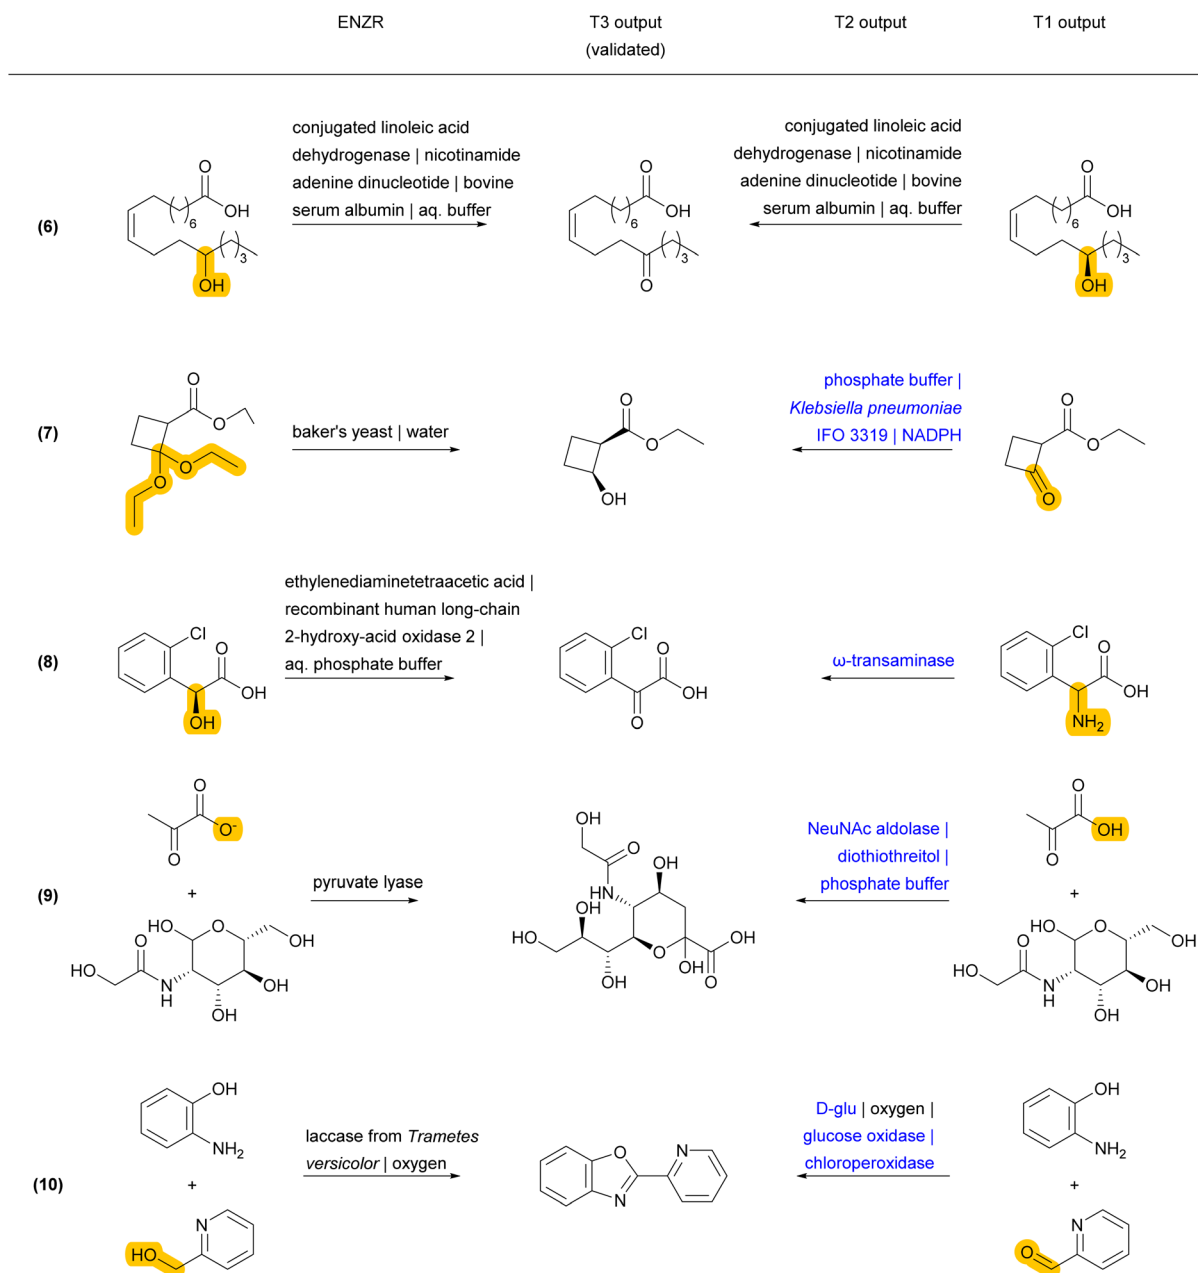 ENZR
T3 output
(validated)
T2 output
T1 output
(6)
O
OH
( )6
( )3
OH
conjugated linoleic acid
dehydrogenase | nicotinamide
adenine dinucleotide | bovine
serum albumin | aq. buffer
O
OH
( )6
( )3
O
conjugated linoleic acid
dehydrogenase | nicotinamide
adenine dinucleotide | bovine
serum albumin | aq. buffer
O
OH
( )6
( )3
OH
(7)
O
O
O
O
baker's yeast | water
O
O
OH
phosphate buffer |
Klebsiella pneumoniae
IFO 3319 | NADPH
O
O
O
(8)
Cl
O
OH
OH
ethylenediaminetetraacetic acid |
recombinant human long-chain
2-hydroxy-acid oxidase 2 |
aq. phosphate buffer
Cl
O
OH
O
ω-transaminase
Cl
O
OH
NH2
(9)
O
O-
O
+
HO
O
OH
O
HO
N
H
OH
OH
pyruvate lyase
OH
O
OH
HN
OH
HO
O
OH
OH
OH
O
NeuNAc aldolase |
diothiothreitol |
phosphate buffer
O
OH
O
+
HO
O
OH
O
HO
N
H
OH
OH
(10)
OH
NH2
+
N
HO
laccase from Trametes
versicolor | oxygen
O
N
N
D-glu | oxygen |
glucose oxidase |
chloroperoxidase
OH
NH2
+
N
O